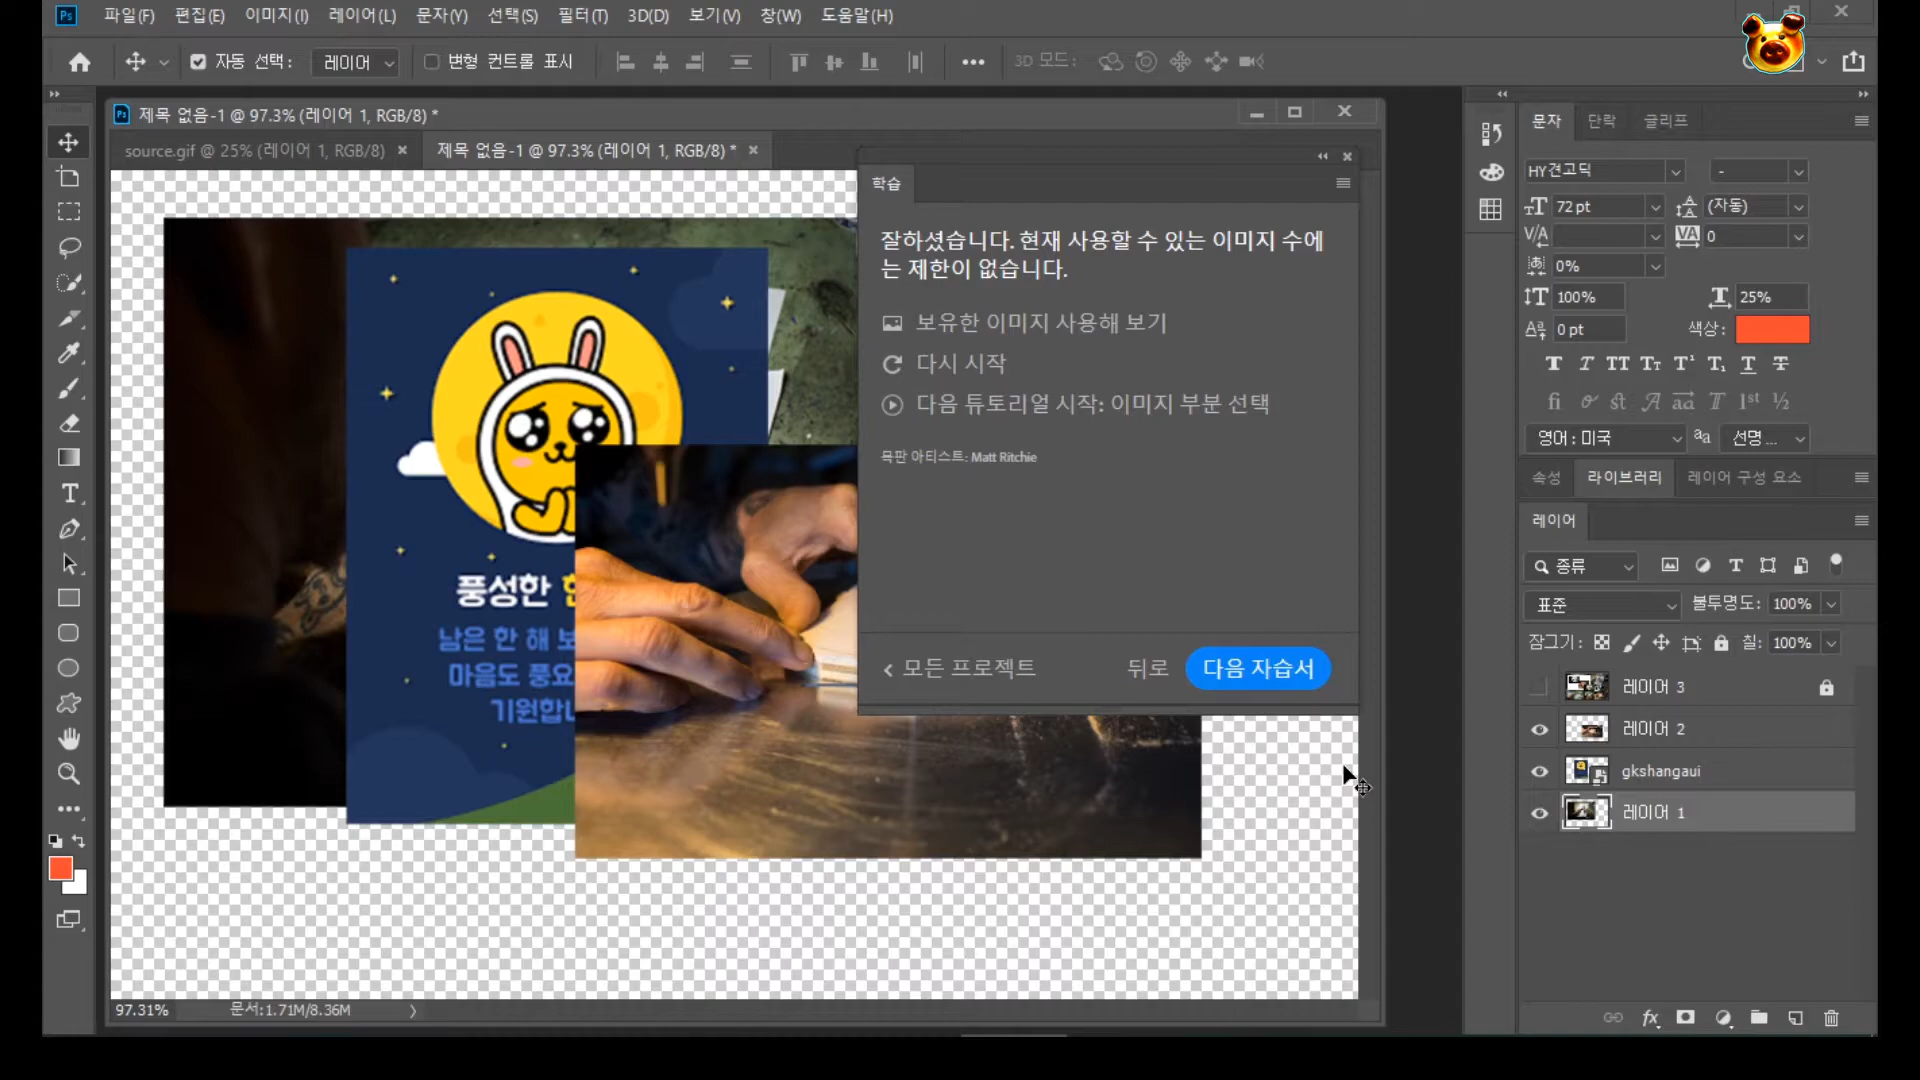 Ps 파일(F) 편집(E) 이미지(I) 레이어(L) 문자(Y) 선택(S) 필터(T) 3D(D) 보기(V) 창(W) 도움말(H)
자동 선택: 레이어 변형 컨트롤 표시 3D 모드:
제목 없음-1 @ 97.3% (레이어 1, RGB/8) *
source.gif @ 25% (레이어 1, RGB/8) 제목 없음-1 @ 97.3% (레이어 1, RGB/8) *
학습
잘하셨습니다. 현재 사용할 수 있는 이미지 수에
는 제한이 없습니다.
보유한 이미지 사용해 보기
다시 시작
다음 튜토리얼 시작: 이미지 부분 선택
목판 아티스트: Matt Ritchie
모든 프로젝트 뒤로 다음 자습서
풍성한
남은 한 해
마음도 풍요
기원합니
문자 단락 글리프
HY견고딕 -
72 pt (자동)
0
0%
100% 25%
0 pt 색상:
영어: 미국 aa 선명 ...
속성 라이브러리 레이어 구성 요소
레이어
종류
표준 불투명도: 100%
잠그기: 칠: 100%
레이어 3
레이어 2
gkshangaui
레이어 1
fx
97.31% 문서:1.71M/8.36M